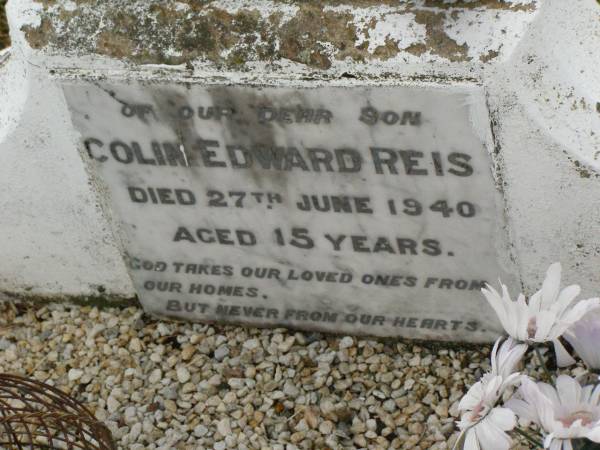 OF OUR DEAR SON
COLIN EDWARD REIS
DIED 27TH JUNE 1940
AGED 15 YEARS.
GOD TAKES OUR LOVED ONES FROM
OUR HOMES.
BUT NEVER FROM OUR HEARTS.